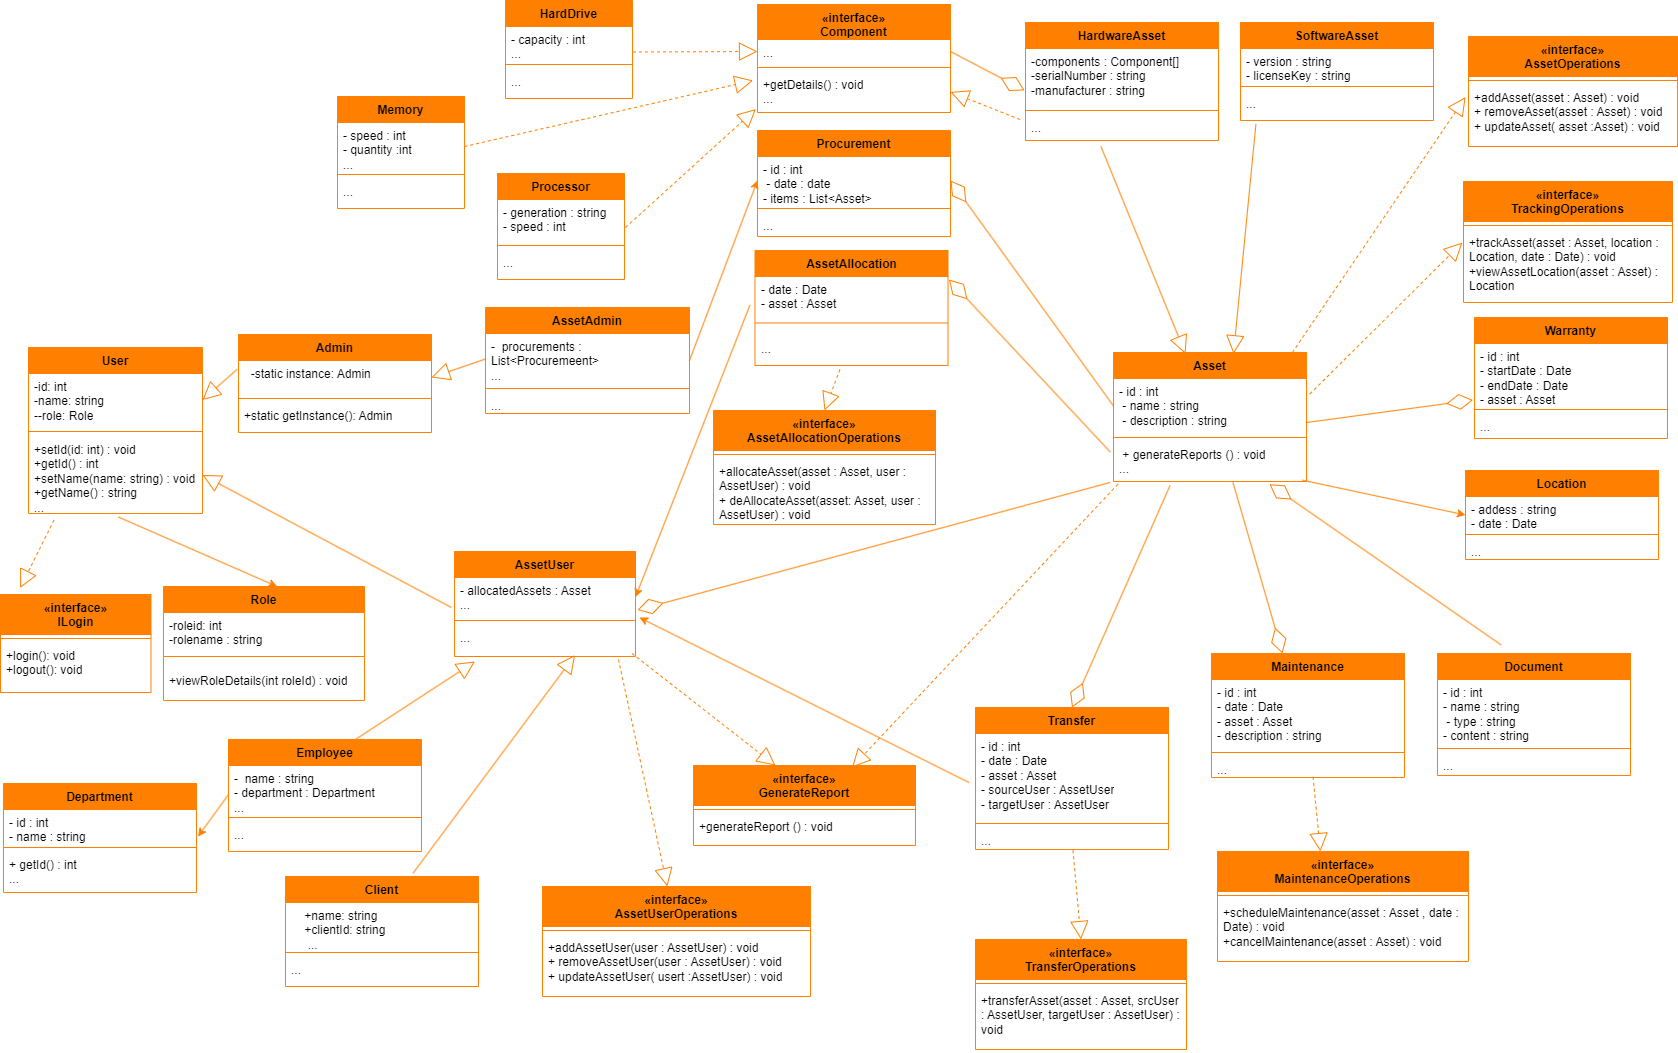 HardDrive
- capacity : int
...
...
«interface»
Component
...
+getDetails() : void
...
HardwareAsset
-components : Component[]
-serialNumber : string
-manufacturer : string
...
SoftwareAsset
- version : string
- licenseKey : string
...
«interface»
AssetOperations
+addAsset(asset : Asset) : void
+ removeAsset(asset : Asset) : void
+ updateAsset( asset :Asset) : void
Memory
- speed : int
- quantity :int
...
...
Processor
- generation : string
- speed : int
...
Procurement
- id : int
- date : date
- items : List<Asset>
...
«interface»
TrackingOperations
+trackAsset(asset : Asset, location :
Location, date : Date) : void
+viewAssetLocation(asset : Asset) :
Location
AssetAllocation
- date : Date
- asset : Asset
...
AssetAdmin
- procurements :
List<Procuremeent>
...
...
Admin
-static instance: Admin
+static getInstance(): Admin
User
-id: int
-name: string
--role: Role
+setId(id: int) : void
+getId() : int
+setName(name: string) : void
+getName() : string
...
Warranty
- id : int
- startDate : Date
- endDate : Date
- asset : Asset
...
Asset
- id : int
- name : string
- description : string
+ generateReports () : void
...
«interface»
AssetAllocationOperations
+allocateAsset(asset : Asset, user :
AssetUser) : void
+ deAllocateAsset(asset: Asset, user :
AssetUser) : void
Location
- addess : string
- date : Date
...
AssetUser
- allocatedAssets : Asset
...
...
«interface»
ILogin
+login(): void
+logout(): void
Role
-roleid: int
-rolename : string
+viewRoleDetails(int roleId) : void
Maintenance
- id : int
- date : Date
- asset : Asset
- description : string
...
Document
- id : int
- name : string
- type : string
- content : string
...
Transfer
- id : int
- date : Date
- asset : Asset
- sourceUser : AssetUser
- targetUser : AssetUser
...
Employee
- name : string
- department : Department
...
...
«interface»
GenerateReport
+generateReport () : void
Department
- id : int
- name : string
+ getId() : int
...
Client
+name: string
+clientId: string
...
...
«interface»
AssetUserOperations
+addAssetUser(user : AssetUser) : void
+ removeAssetUser(user : AssetUser) : void
+ updateAssetUser( usert :AssetUser) : void
«interface»
MaintenanceOperations
+scheduleMaintenance(asset : Asset , date :
Date) : void
+cancelMaintenance(asset : Asset) : void
«interface»
TransferOperations
+transferAsset(asset : Asset, srcUser
: AssetUser, targetUser : AssetUser) :
void